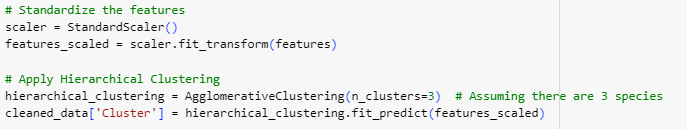 # Standardize the features
scaler = StandardScaler()
features_scaled = scaler.fit_transform(features)
# Apply Hierarchical Clustering
hierarchical_clustering = AgglomerativeClustering(n_clusters=3)  # Assuming there are 3 species
cleaned_data['Cluster'] = hierarchical_clustering.fit_predict(features_scaled)